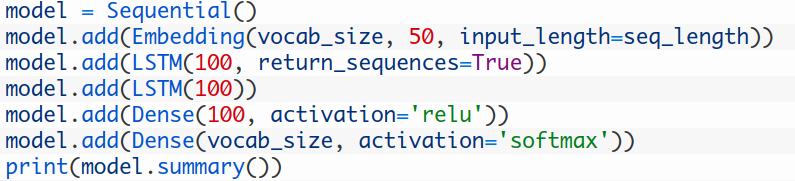 model = Sequential()
model.add(Embedding(vocab_size, 50, input_length=seq_length))
model.add(LSTM(100, return_sequences=True))
model.add(LSTM(100))
model.add(Dense(100, activation='relu'))
model.add(Dense(vocab_size, activation='softmax'))
print(model.summary())